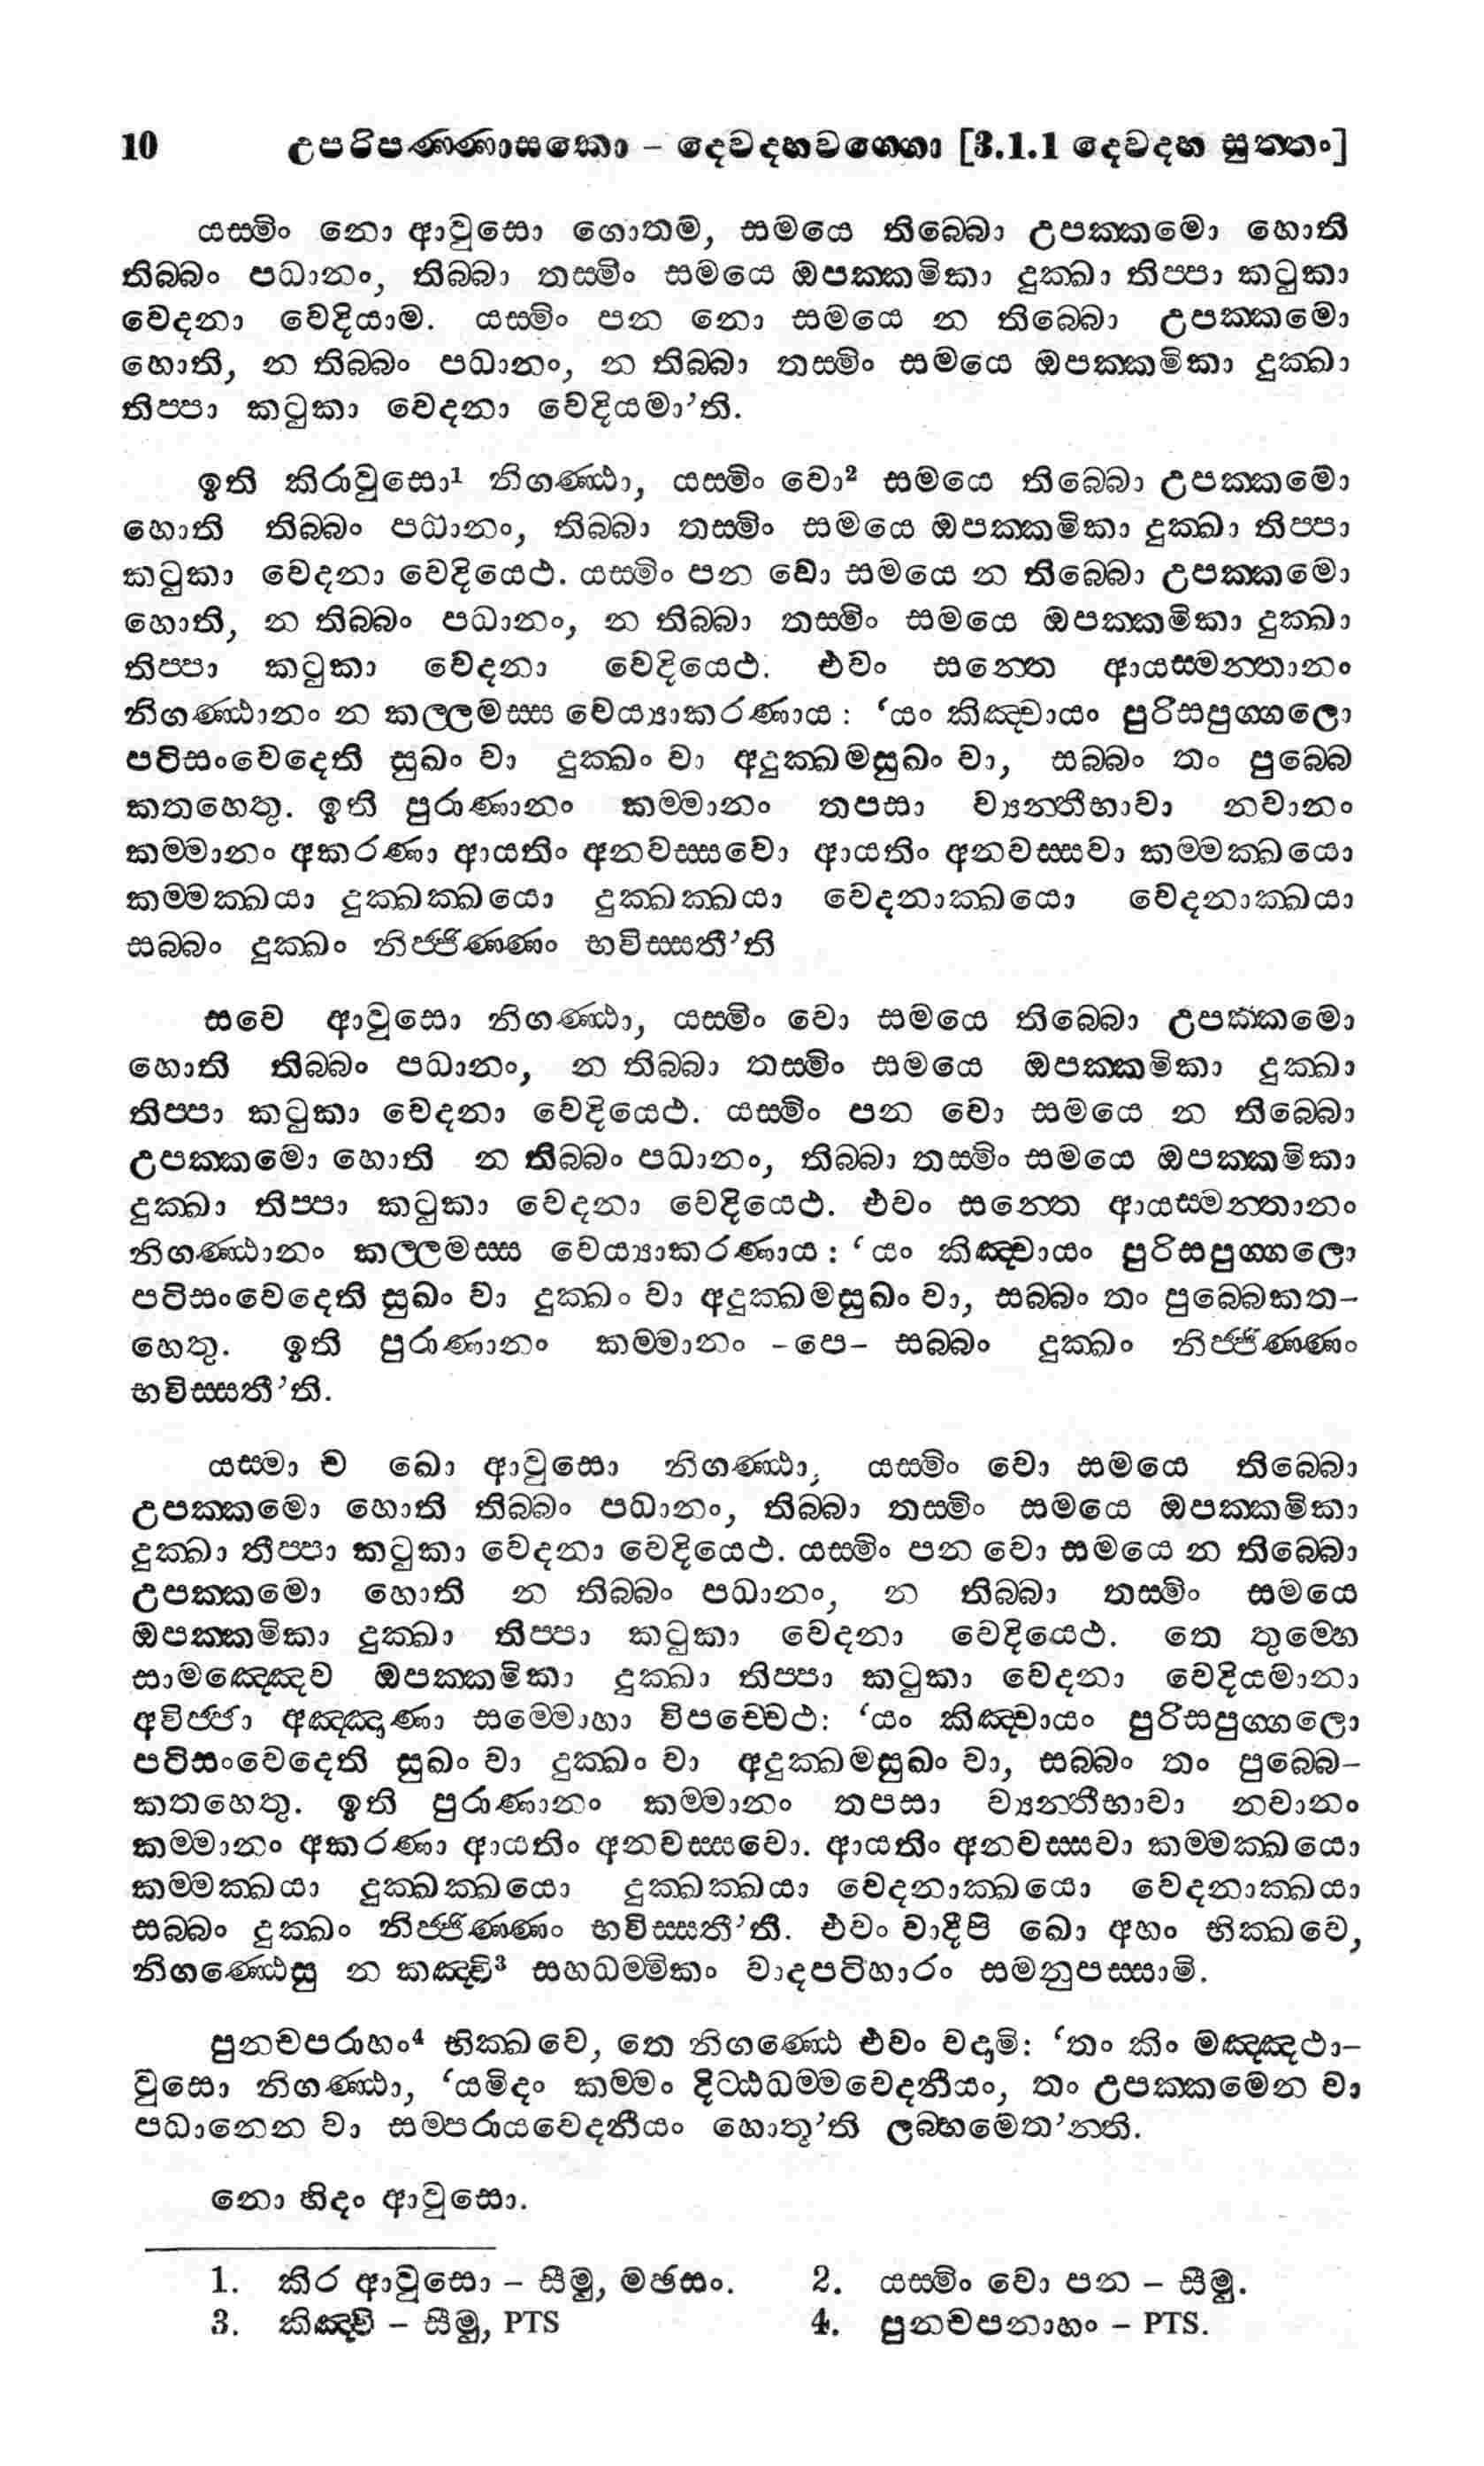 10 උපරිපණ්ණාසකො – දෙවදහවග්ගො [3.1.1 දෙවදහ සුත්තං]
යස්මිං නො ආවුසො ගොතම, සමයෙ තිබ්බො උපක්කමො හොති
තිබ්බං පධානං, තිබ්බා තස්මිං සමයෙ ඔපක්කමිකා දුක්ඛා තිප්පා කටුකා
වෙදනා වෙදියාම. යස්මිං පන නො සමයෙ න තිබ්බො උපක්කමො
හොති, න තිබ්බං පධානං, න තිබ්බා තස්මිං සමයෙ ඔපක්කමිකා දුක්ඛා
තිප්පා කටුකා වෙදනා වෙදියමා’ති.
ඉති කිරාවුසො¹ නිගණ්ඨා, යස්මිං වො² සමයෙ තිබ්බො උපක්කමො
හොති තිබ්බං පධානං, තිබ්බා තස්මිං සමයෙ ඔපක්කමිකා දුක්ඛා තිප්පා
කටුකා වෙදනා වෙදියෙථ. යස්මිං පන වො සමයෙ න තිබ්බො උපක්කමො
හොති, න තිබ්බං පධානං, න තිබ්බා තස්මිං සමයෙ ඔපක්කමිකා දුක්ඛා
තිප්පා කටුකා වෙදනා වෙදියෙථ. එවං සන්තෙ ආයස්මන්තානං
නිගණ්ඨානං න කල්ලමස්ස වෙය්‍යාකරණාය: ‘යං කිඤ්චායං පුරිසපුග්ගලො
පටිසංවෙදෙති සුඛං වා දුක්ඛං වා අදුක්ඛමසුඛං වා, සබ්බං තං පුබ්බෙ
කතහෙතු. ඉති පුරාණානං කම්මානං තපසා ව්‍යන්තීභාවා නවානං
කම්මානං අකරණා ආයතිං අනවස්සවො ආයතිං අනවස්සවා කම්මක්ඛයො
කම්මක්ඛයා දුක්ඛක්ඛයො දුක්ඛක්ඛයා වෙදනාක්ඛයො වෙදනාක්ඛයා
සබ්බං දුක්ඛං නිජ්ජිණ්ණං භවිස්සතී’ති
සචෙ ආවුසො නිගණ්ඨා, යස්මිං වො සමයෙ තිබ්බො උපක්කමො
හොති තිබ්බං පධානං, න තිබ්බා තස්මිං සමයෙ ඔපක්කමිකා දුක්ඛා
තිප්පා කටුකා වෙදනා වෙදියෙථ. යස්මිං පන වො සමයෙ න තිබ්බො
උපක්කමො හොති න තිබ්බං පධානං, තිබ්බා තස්මිං සමයෙ ඔපක්කමිකා
දුක්ඛා තිප්පා කටුකා වෙදනා වෙදියෙථ. එවං සන්තෙ ආයස්මන්තානං
නිගණ්ඨානං කල්ලමස්ස වෙය්‍යාකරණාය: ‘යං කිඤ්චායං පුරිසපුග්ගලො
පටිසංවෙදෙති සුඛං වා දුක්ඛං වා අදුක්ඛමසුඛං වා, සබ්බං තං පුබ්බෙකත-
හෙතු. ඉති පුරාණානං කම්මානං -පෙ- සබ්බං දුක්ඛං නිජ්ජිණ්ණං
භවිස්සතී’ති.
යස්මා ච ඛො ආවුසො නිගණ්ඨා, යස්මිං වො සමයෙ තිබ්බො
උපක්කමො හොති තිබ්බං පධානං, තිබ්බා තස්මිං සමයෙ ඔපක්කමිකා
දුක්ඛා තීප්පා කටුකා වෙදනා වෙදියෙථ. යස්මිං පන වො සමයෙ න තිබ්බො
උපක්කමො හොති න තිබ්බං පධානං, න තිබ්බා තස්මිං සමයෙ
ඔපක්කමිකා දුක්ඛා තිප්පා කටුකා වෙදනා වෙදියෙථ. තෙ තුම්හෙ
සාමඤ්ඤෙව ඔපක්කමිකා දුක්ඛා තිප්පා කටුකා වෙදනා වෙදියමානා
අවිජ්ජා අඤ්ඤාණා සම්මොහා විපච්චෙථ: ‘යං කිඤ්චායං පුරිසපුග්ගලො
පටිසංවෙදෙති සුඛං වා දුක්ඛං වා අදුක්ඛමසුඛං වා, සබ්බං තං පුබ්බෙ-
කතහෙතු. ඉති පුරාණානං කම්මානං තපසා ව්‍යන්තීභාවා නවානං
කම්මානං අකරණා ආයතිං අනවස්සවො. ආයතිං අනවස්සවා කම්මක්ඛයො
කම්මක්ඛයා දුක්ඛක්ඛයො දුක්ඛක්ඛයා වෙදනාක්ඛයො වෙදනාක්ඛයා
සබ්බං දුක්ඛං නිජ්ජිණ්ණං භවිස්සතී’ති. එවං වාදීපි ඛො අහං භික්ඛවෙ,
නිගණ්ඨෙසු න කඤ්චි³ සහධම්මිකං වාදපටිහාරං සමනුපස්සාමි.
පුනචපරාහං⁴ භික්ඛවෙ, තෙ නිගණ්ඨෙ එවං වදාමි: ‘තං කිං මඤ්ඤථා-
වුසො නිගණ්ඨා, ‘යමිදං කම්මං දිට්ඨධම්මවෙදනීයං, තං උපක්කමෙන වා
පධානෙන වා සම්පරායවෙදනීයං හොතූ’ති ලබ්භමෙත’න්ති.
නො හිදං ආවුසො.
1. කිර ආවුසො – සීමු, මඡසං. 2. යස්මිං වො පන – සීමු.
3. කිඤ්චි – සීමු, PTS 4. පුනචපනාහං – PTS.